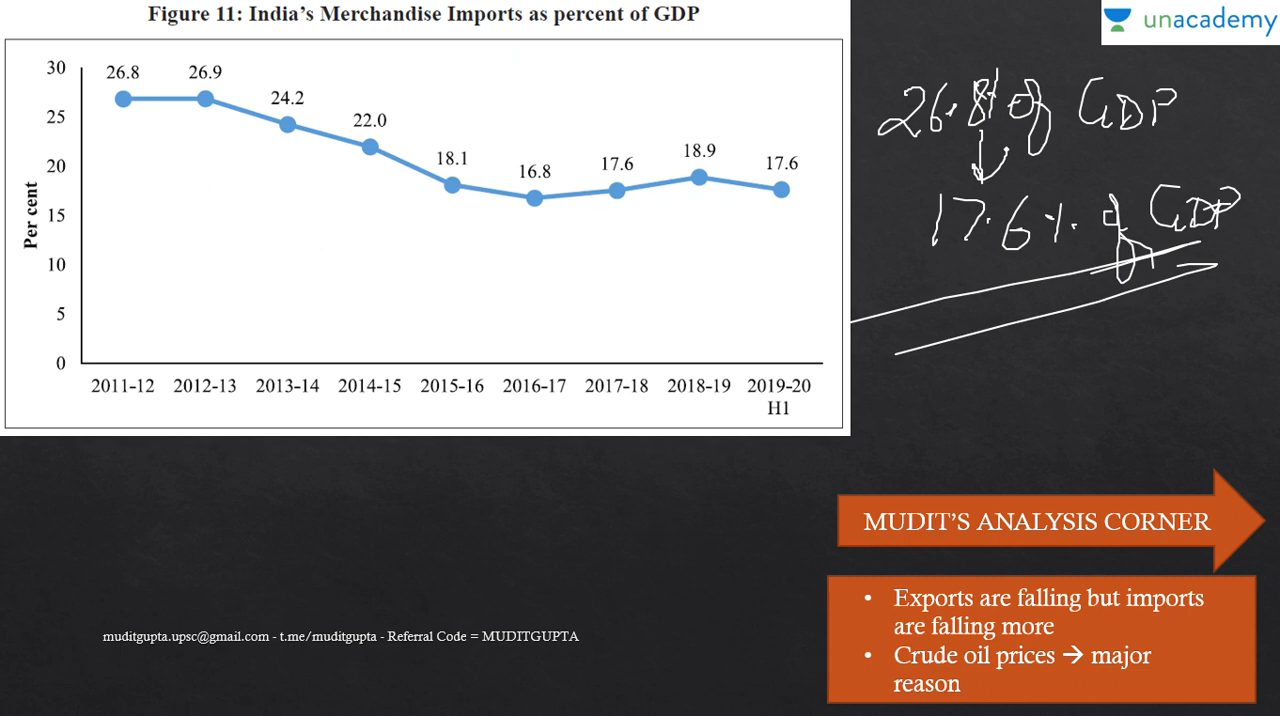 Figure 11: India's Merchandise Imports as percent of GDP
unacademy
30
25
20
15
10
5
0
Per cent
26.8 26.9 24.2 22.0 18.1 16.8 17.6 18.9 17.6
2011-12 2012-13 2013-14 2014-15 2015-16 2016-17 2017-18 2018-19 2019-20
H1
26.8% of GDP
17.6% of GDP
MUDIT'S ANALYSIS CORNER
• Exports are falling but imports
are falling more
• Crude oil prices → major
reason
muditgupta.upsc@gmail.com - t.me/muditgupta - Referral Code = MUDITGUPTA